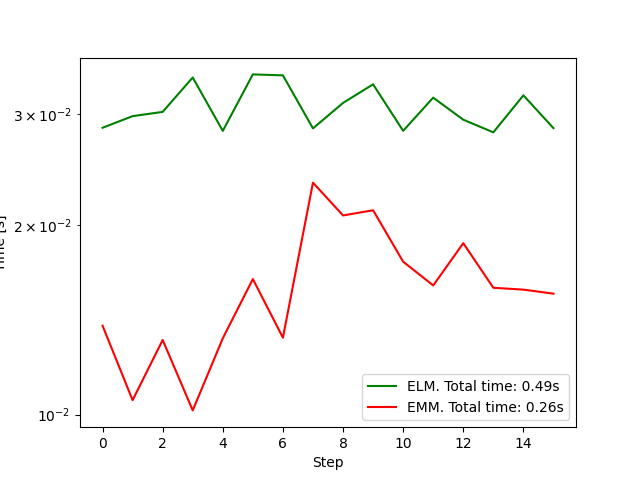 3 × 10⁻²
2 × 10⁻²
10⁻²
Time [s]
0 2 4 6 8 10 12 14
Step
ELM. Total time: 0.49s
EMM. Total time: 0.26s